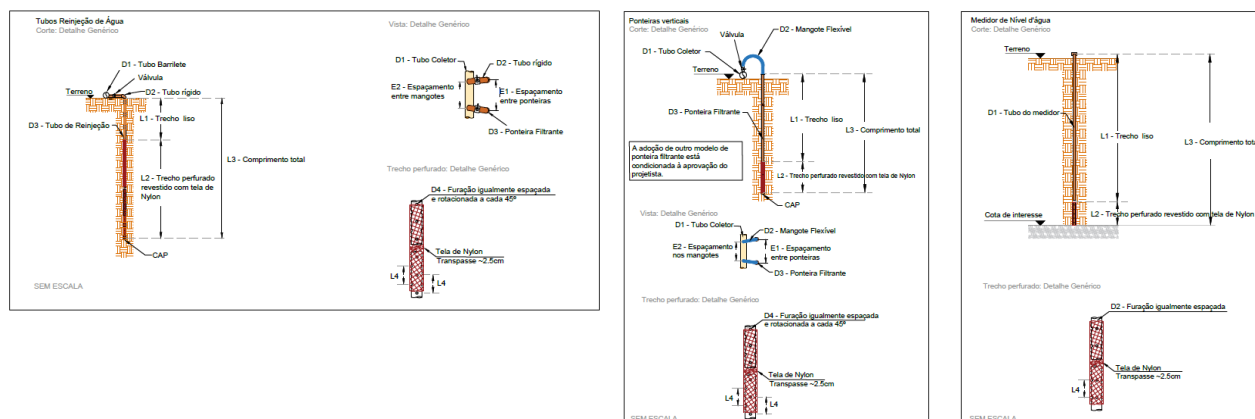 Tubos Reinjeção de Água
Corte: Detalhe Genérico
D1 - Tubo Barrilete
Válvula
D2 - Tubo rígido
Terreno
L1 - Trecho liso
D3 - Tubo de Reinjeção
L3 - Comprimento total
L2 - Trecho perfurado
revestido com tela de
Nylon
CAP
SEM ESCALA
Vista: Detalhe Genérico
D1 - Tubo Coletor
D2 - Tubo rígido
E2 - Espaçamento
entre mangotes
E1 - Espaçamento
entre ponteiras
D3 - Ponteira Filtrante
Trecho perfurado: Detalhe Genérico
D4 - Furação igualmente espaçada
e rotacionada a cada 45º
Tela de Nylon
Transpasse ~2.5cm
L4
L4
Ponteiras verticais
Corte: Detalhe Genérico
D2 - Mangote Flexível
Válvula
D1 - Tubo Coletor
Terreno
D3 - Ponteira Filtrante
L1 - Trecho liso
L3 - Comprimento total
A adoção de outro modelo de
ponteira filtrante está
condicionada à aprovação do
projetista.
L2 - Trecho perfurado revestido com tela de Nylon
CAP
Vista: Detalhe Genérico
D1 - Tubo Coletor
D2 - Mangote Flexível
E2 - Espaçamento
nos mangotes
E1 - Espaçamento
entre ponteiras
D3 - Ponteira Filtrante
Trecho perfurado: Detalhe Genérico
D4 - Furação igualmente espaçada
e rotacionada a cada 45º
Tela de Nylon
Transpasse ~2.5cm
L4
L4
SEM ESCALA
Medidor de Nível d'água
Corte: Detalhe Genérico
Terreno
D1 - Tubo do medidor
L1 - Trecho liso
L3 - Comprimento tota
Cota de interesse
L2 - Trecho perfurado revestido com tela de Nylon
Trecho perfurado: Detalhe Genérico
D2 - Furação igualmente espaçada
Tela de Nylon
Transpasse ~2.5cm
L4
SEM ESCALA